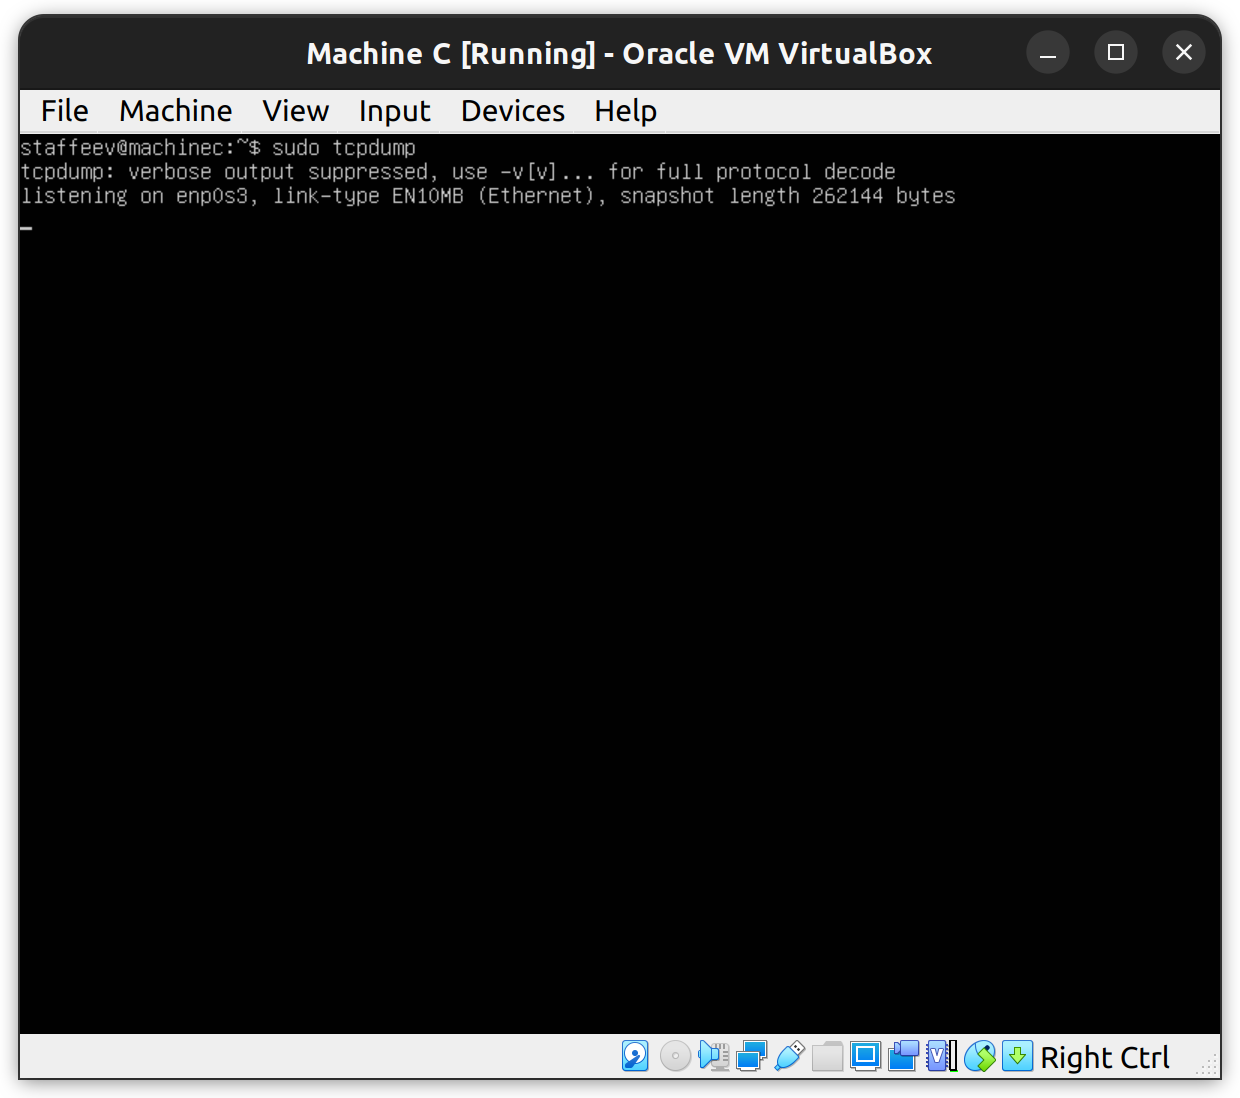 Machine C [Running] - Oracle VM VirtualBox
File Machine View Input Devices Help
staffeev@machinec:~$ sudo tcpdump
tcpdump: verbose output suppressed, use -v[v]... for full protocol decode
listening on enp0s3, link-type EN10MB (Ethernet), snapshot length 262144 bytes
Right Ctrl